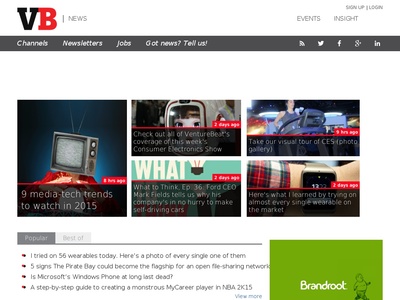 SIGN UP | LOGIN
VB | NEWS
EVENTS INSIGHT
Channels Newsletters Jobs Got news? Tell us!
6 hrs ago
9 media-tech trends
to watch in 2015
2 days ago
Check out all of VentureBeat's
coverage of this week's
Consumer Electronics Show
9 hrs ago
Take our visual tour of CES (photo
gallery)
WHAT
2 days ago
What to Think, Ep. 36: Ford CEO
Mark Fields tells us why his
company's in no hurry to make
self-driving cars
2 days ago
Here's what I learned by trying on
almost every single wearable on
the market
Popular Best of
I tried on 56 wearables today. Here's a photo of every single one of them
5 signs The Pirate Bay could become the flagship for an open file-sharing network
Is Microsoft's Windows Phone at long last dead?
A step-by-step guide to creating a monstrous MyCareer player in NBA 2K15
View more
Brandroot